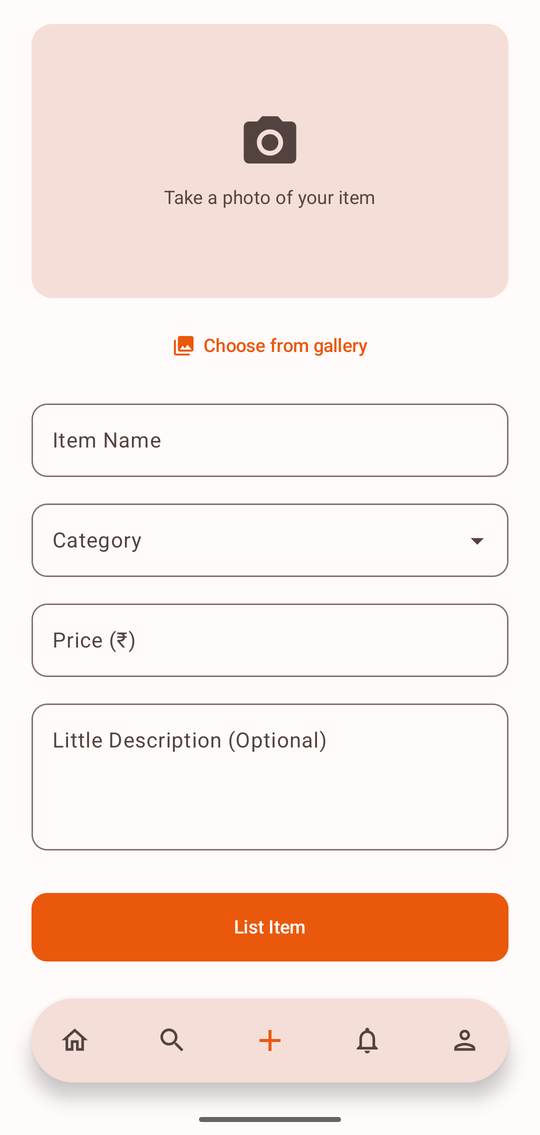 Take a photo of your item
Choose from gallery
Item Name
Category
Price (₹)
Little Description (Optional)
List Item